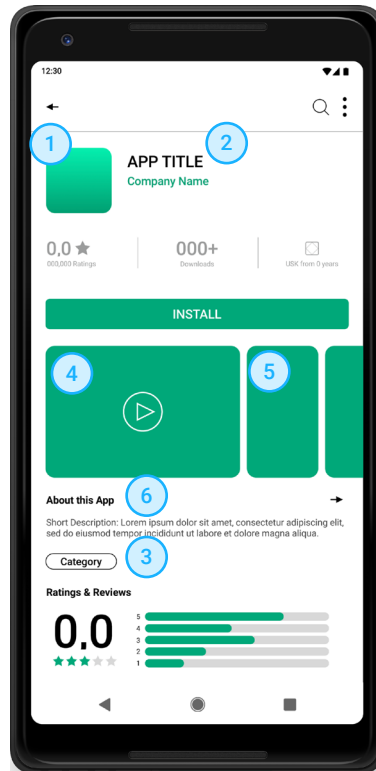 12:30
1
2
APP TITLE
Company Name
0,0
000+
000,000 Ratings
Downloads
USK from 0 years
INSTALL
4
5
About this App
6
Short Description: Lorem ipsum dolor sit amet, consectetur adipiscing elit,
sed do eiusmod tempor incididunt ut labore et dolore magna aliqua.
Category
3
Ratings & Reviews
0,0
5
4
3
2
1